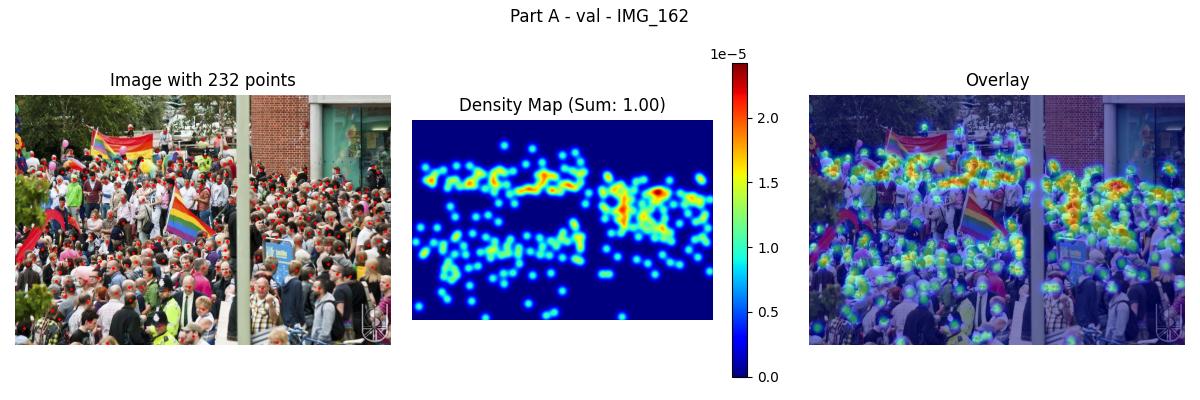 Part A - val - IMG_162
Image with 232 points
Density Map (Sum: 1.00)
Overlay
1e−5
2.0
1.5
1.0
0.5
0.0